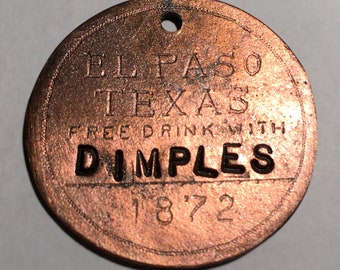 EL PASO
TEXAS
FREE DRINK WITH
DIMPLES
1872